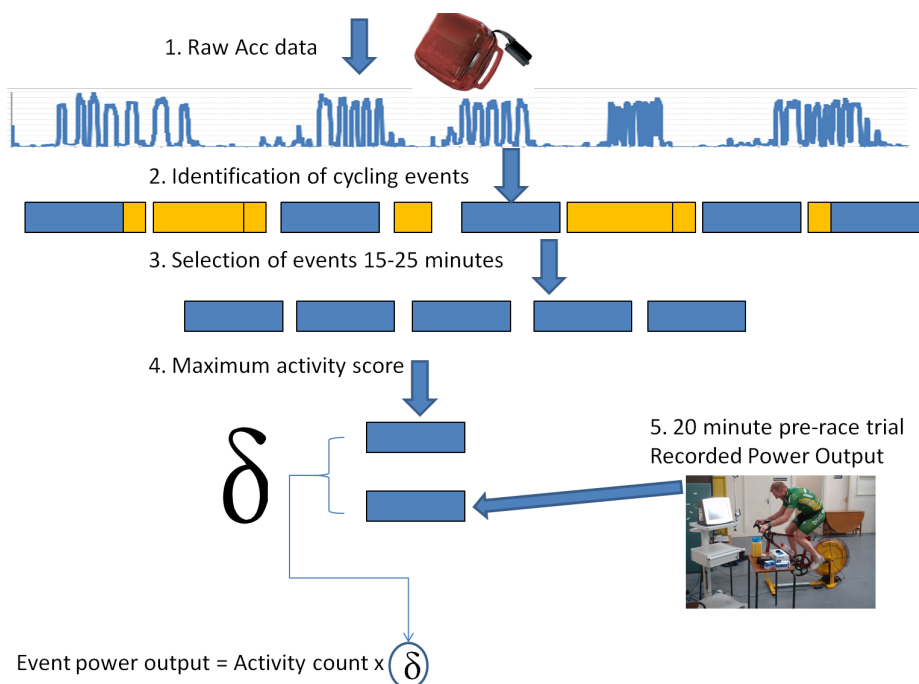 1. Raw Acc data
2. Identification of cycling events
3. Selection of events 15-25 minutes
4. Maximum activity score
δ
5. 20 minute pre-race trial
Recorded Power Output
Event power output = Activity count x δ